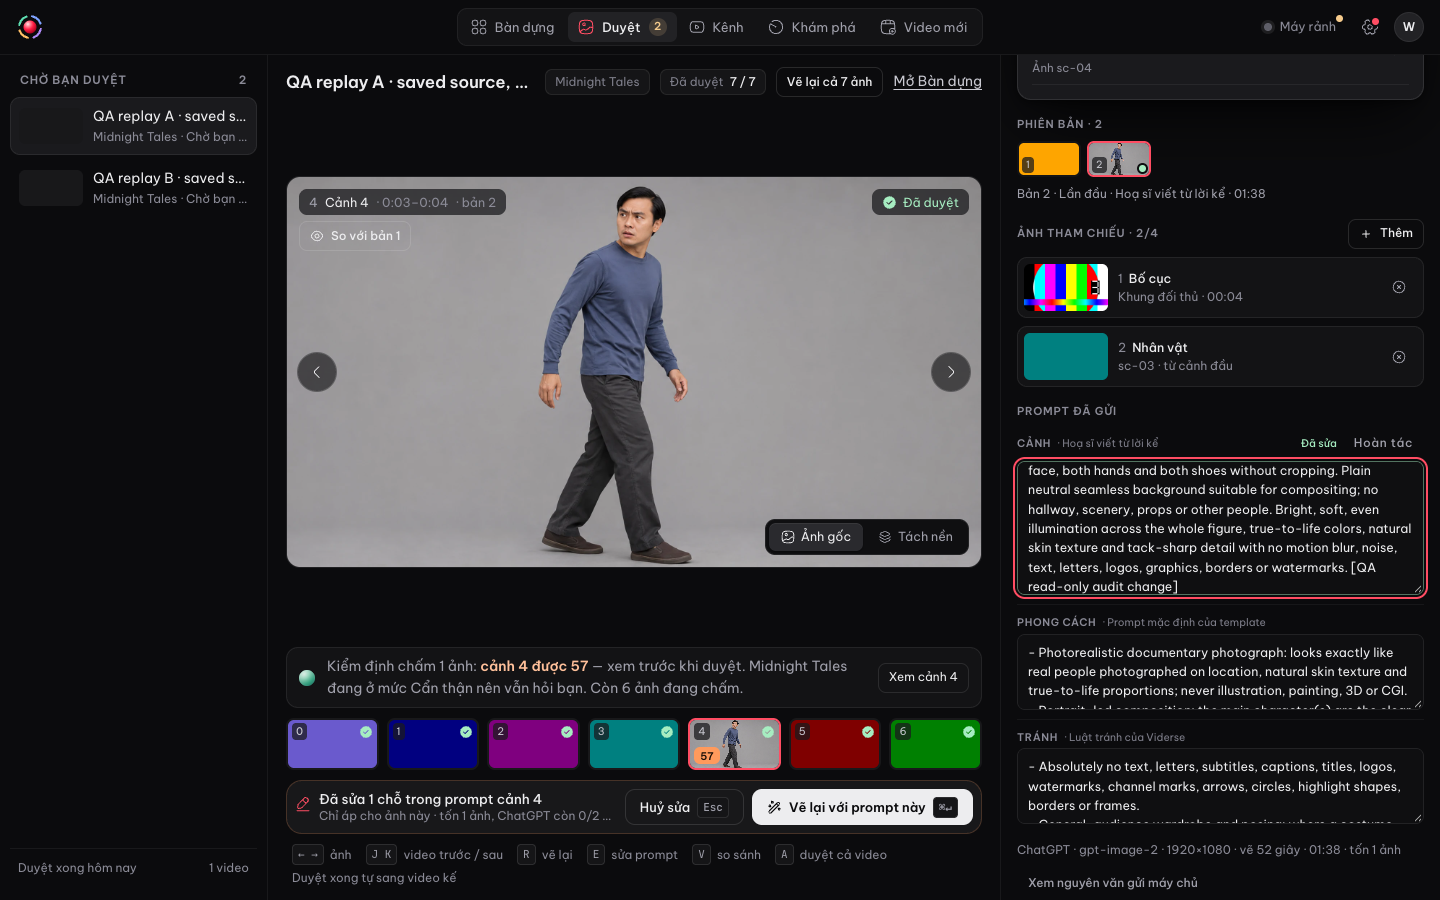 Bàn dựng
Duyệt 2
Kênh
Khám phá
Video mới
Máy rảnh
W
CHỜ BẠN DUYỆT 2
QA replay A · saved s...
Midnight Tales · Chờ bạn ...
QA replay B · saved s...
Midnight Tales · Chờ bạn ...
Duyệt xong hôm nay 1 video
QA replay A · saved source, ...
Midnight Tales
Đã duyệt 7 / 7
Vẽ lại cả 7 ảnh
Mở Bàn dựng
4 Cảnh 4 · 0:03–0:04 · bản 2
Đã duyệt
So với bản 1
Ảnh gốc
Tách nền
Kiểm định chấm 1 ảnh: cảnh 4 được 57 — xem trước khi duyệt. Midnight Tales
đang ở mức Cẩn thận nên vẫn hỏi bạn. Còn 6 ảnh đang chấm.
Xem cảnh 4
0
1
2
3
4
57
5
6
Đã sửa 1 chỗ trong prompt cảnh 4
Chỉ áp cho ảnh này · tốn 1 ảnh, ChatGPT còn 0/2 ...
Huỷ sửa Esc
Vẽ lại với prompt này ⌘↵
← → ảnh
J K video trước / sau
R vẽ lại
E sửa prompt
V so sánh
A duyệt cả video
Duyệt xong tự sang video kế
Ảnh sc-04
PHIÊN BẢN · 2
1
2
Bản 2 · Lần đầu · Hoạ sĩ viết từ lời kể · 01:38
ẢNH THAM CHIẾU · 2/4
+ Thêm
1 Bố cục
Khung đối thủ · 00:04
2 Nhân vật
sc-03 · từ cảnh đầu
PROMPT ĐÃ GỬI
CẢNH · Hoạ sĩ viết từ lời kể
Đã sửa
Hoàn tác
face, both hands and both shoes without cropping. Plain
neutral seamless background suitable for compositing; no
hallway, scenery, props or other people. Bright, soft, even
illumination across the whole figure, true-to-life colors, natural
skin texture and tack-sharp detail with no motion blur, noise,
text, letters, logos, graphics, borders or watermarks. [QA
read-only audit change]
PHONG CÁCH · Prompt mặc định của template
- Photorealistic documentary photograph: looks exactly like
real people photographed on location, natural skin texture and
true-to-life proportions; never illustration, painting, 3D or CGI.
- Portrait-led composition: the main character(s) are the clear
TRÁNH · Luật tránh của Viderse
- Absolutely no text, letters, subtitles, captions, titles, logos,
watermarks, channel marks, arrows, circles, highlight shapes,
borders or frames.
- General-audience wardrobe and posing: where a costume
ChatGPT · gpt-image-2 · 1920×1080 · vẽ 52 giây · 01:38 · tốn 1 ảnh
Xem nguyên văn gửi máy chủ